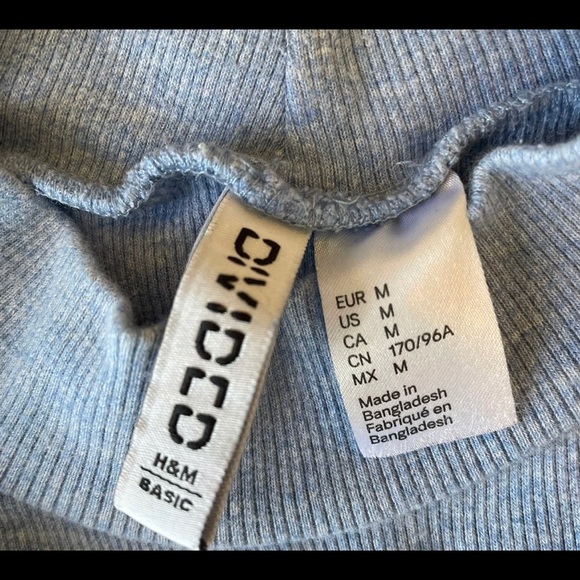 DIVIDED
H&M
BASIC
EUR M
US M
CA M
CN 170/96A
MX M
Made in
Bangladesh
Fabriqué en
Bangladesh